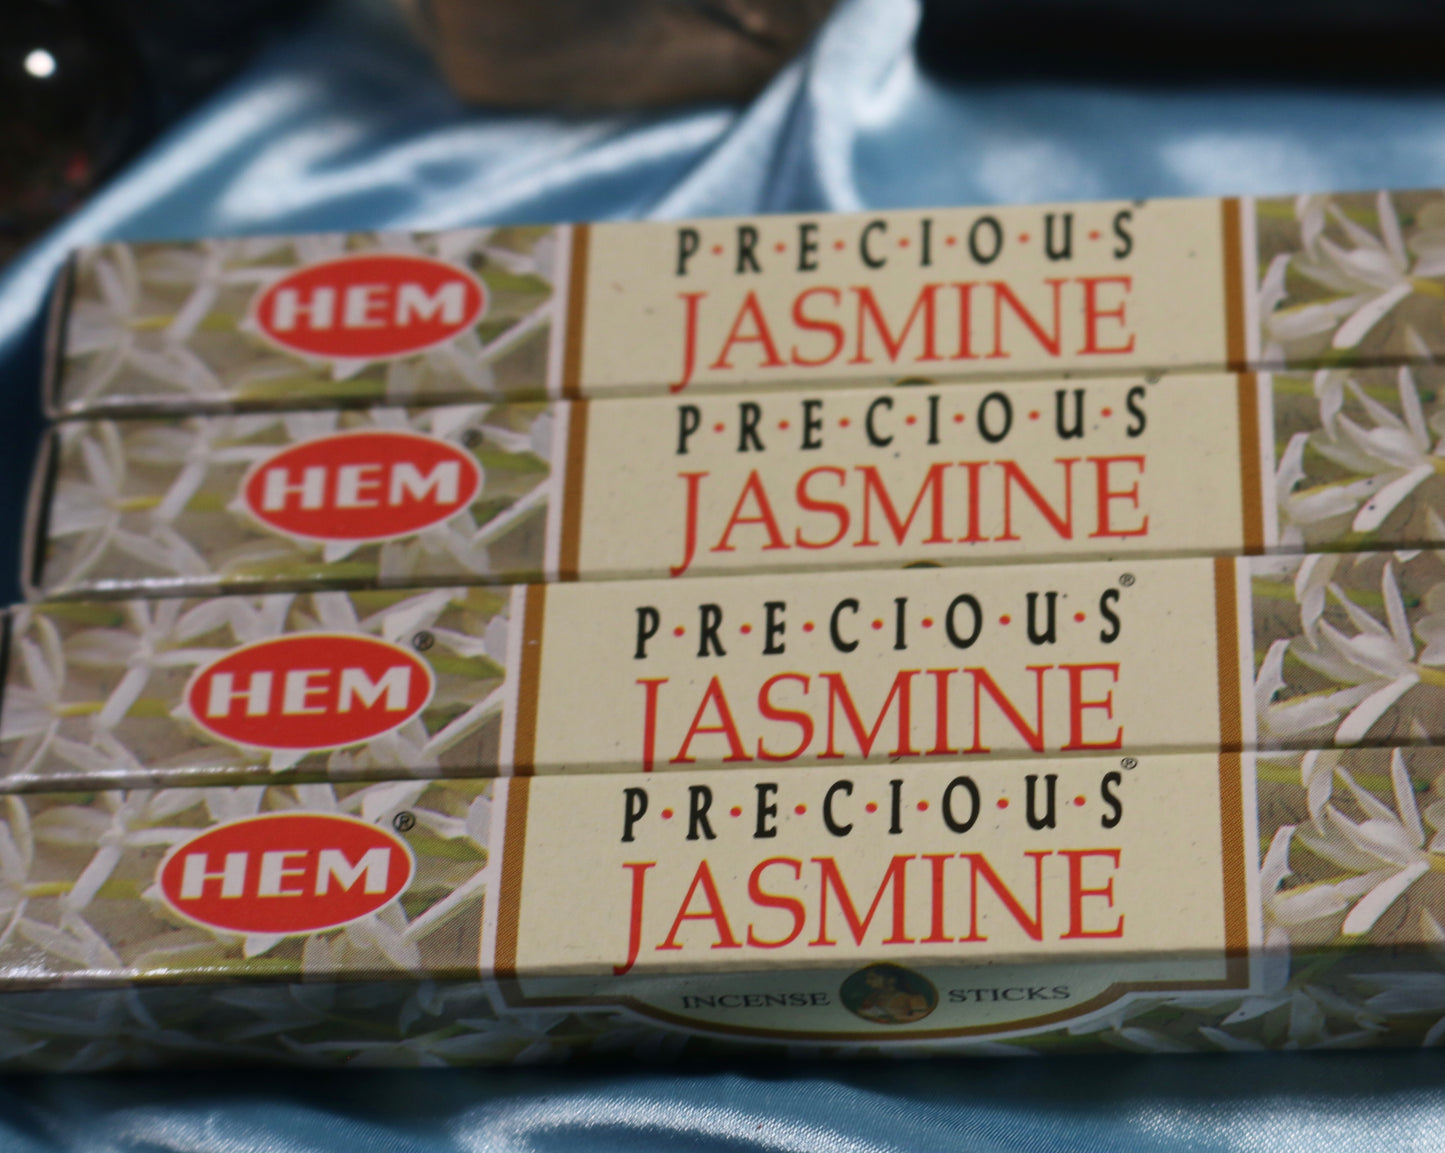 HEM
P·R·E·C·I·O·U·S
JASMINE
HEM®
P·R·E·C·I·O·U·S
JASMINE
HEM®
P·R·E·C·I·O·U·S®
JASMINE
HEM®
P·R·E·C·I·O·U·S®
JASMINE
INCENSE STICKS